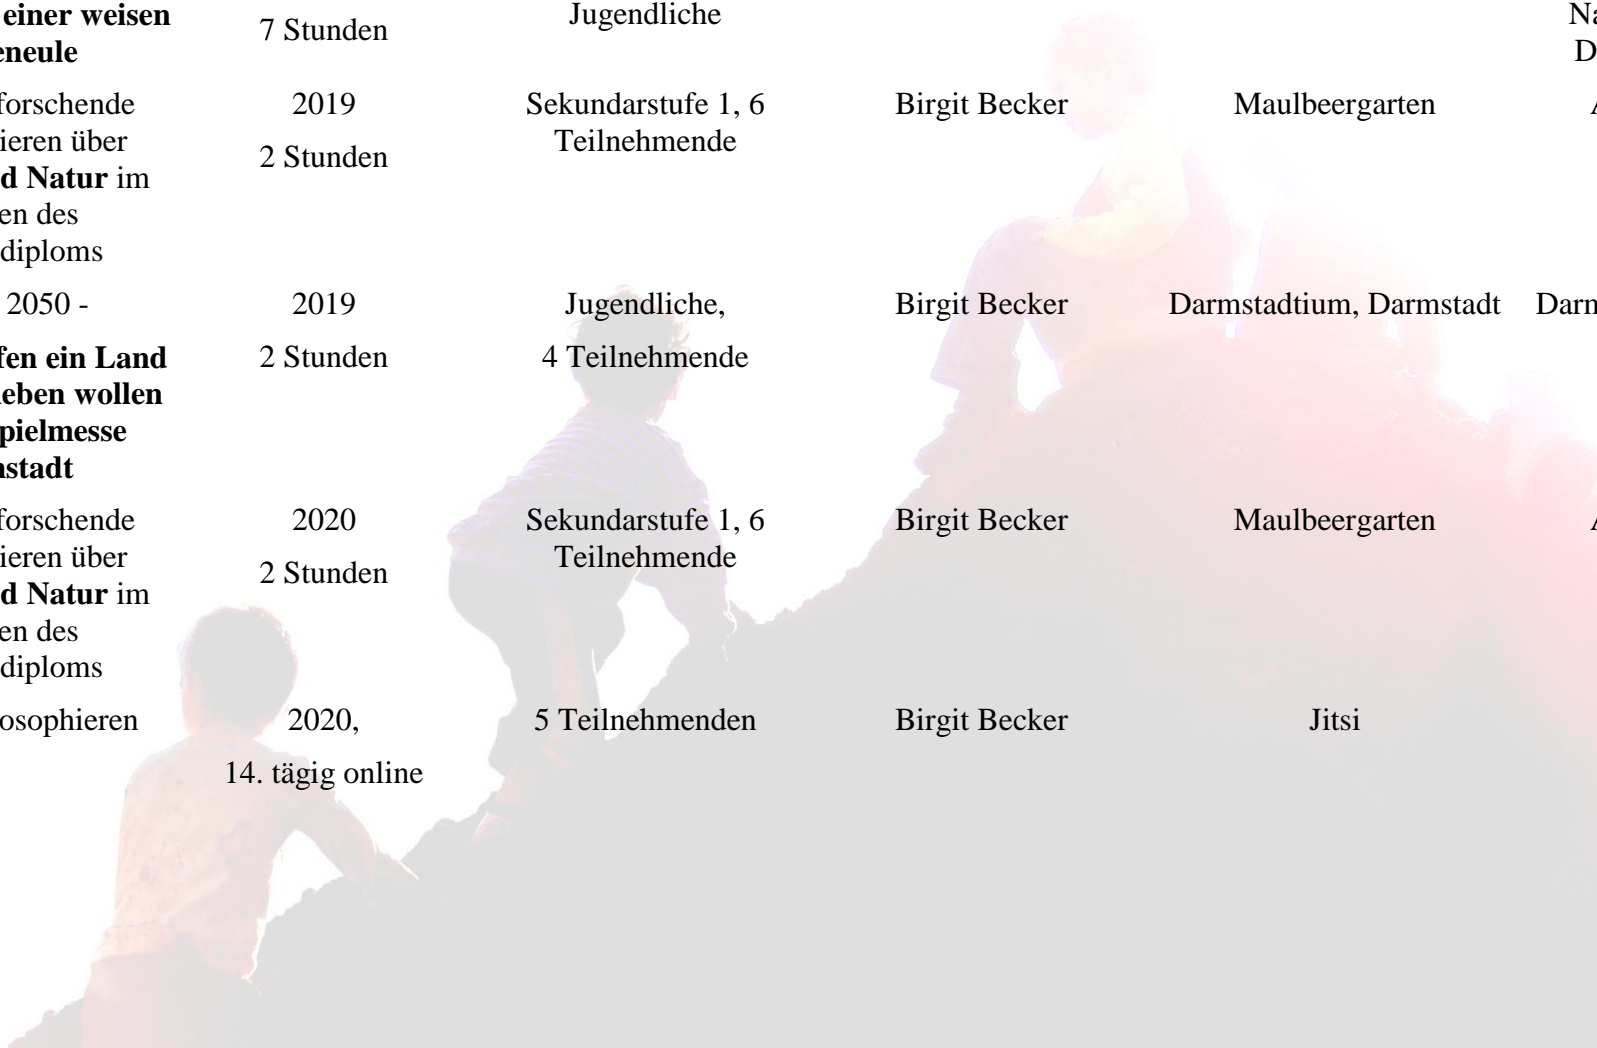 einer weisen
eneule
7 Stunden
Jugendliche
Na
D
forschende
ieren über
d Natur im
en des
diploms
2019
2 Stunden
Sekundarstufe 1, 6
Teilnehmende
Birgit Becker
Maulbeergarten
2050 -
fen ein Land
leben wollen
pielmesse
nstadt
2019
2 Stunden
Jugendliche,
4 Teilnehmende
Birgit Becker
Darmstadtium, Darmstadt
Darm
forschende
ieren über
d Natur im
en des
diploms
2020
2 Stunden
Sekundarstufe 1, 6
Teilnehmende
Birgit Becker
Maulbeergarten
osophieren
2020,
14. tägig online
5 Teilnehmenden
Birgit Becker
Jitsi